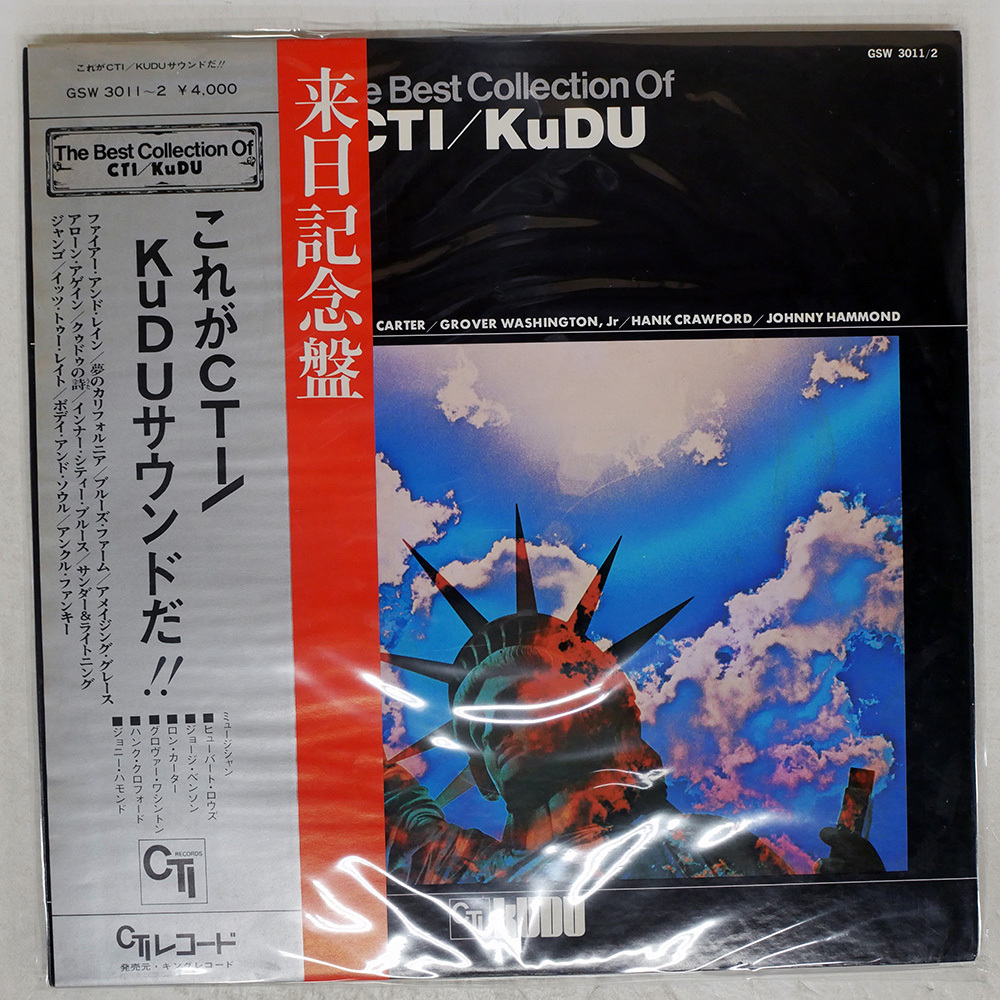 これがCTI/KUDUサウンドだ!!
GSW 3011~2 ¥4,000
The Best Collection Of
CTI/KuDU
これがCTI/
KuDUサウンドだ!!
ファイアー・アンド・レイン/夢のカリフォルニア/ブルーズ・ファーム/アメイジング・グレース
アローン・アゲイン/クゥドゥの詩/インナー・シティー・ブルース/サンダー&ライトニング
ジャンゴ/イッツ・トゥー・レイト/ボディ・アンド・ソウル/アンクル・ファンキー
ミュージシャン
■ヒューバート・ロウズ
■ジョージ・ベンソン
■ロン・カーター
■グロヴァー・ワシントン
■ハンク・クロフォード
■ジョニー・ハモンド
CTI RECORDS
CTIレコード
発売元・キングレコード
来日記念盤
GSW 3011/2
e Best Collection Of
CTI/KuDU
CARTER/GROVER WASHINGTON, Jr/HANK CRAWFORD/JOHNNY HAMMOND
CTI KUDU